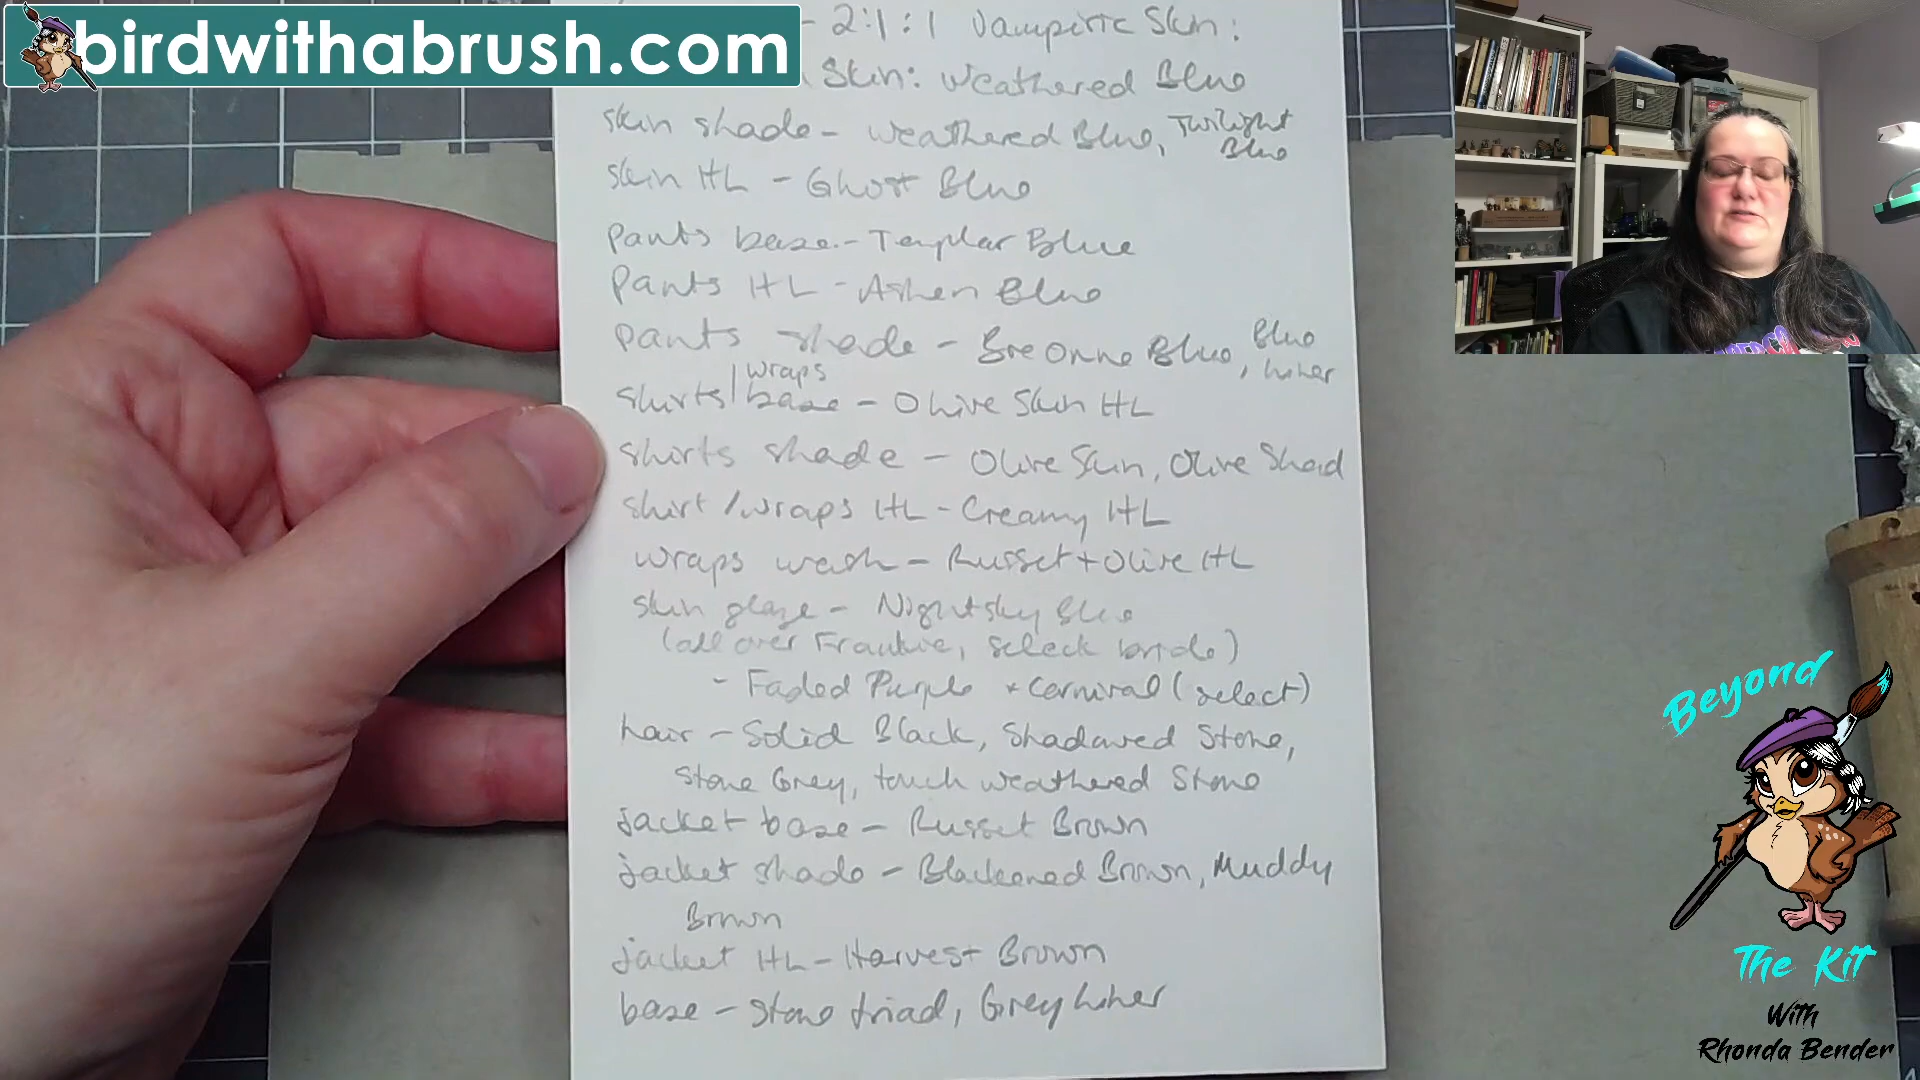 birdwithabrush.com
- 2:1:1 Vampiric Skin:
Skin: Weathered Blue
skin shade - Weathered Blue, Twilight
Blue
skin HL - Ghost Blue
pants base - Templar Blue
pants HL - Ashen Blue
pants shade - Breonne Blue, Blue
Liner
shirts/wraps
base - Olive Skin HL
shirts shade - Olive Skin, Olive Shad
shirt/wraps HL - Creamy HL
wraps wash - Russet + Olive HL
skin glaze - Nightsky Blue
(all over Frankie, select bride)
- Faded Purple + Carnival (select)
hair - Solid Black, Shadowed Stone,
Stone Grey, touch weathered Stone
jacket base - Russet Brown
jacket shade - Blackened Brown, Muddy
Brown
jacket HL - Harvest Brown
base - Stone triad, Grey Liner
Beyond
The Kit
With
Rhonda Bender